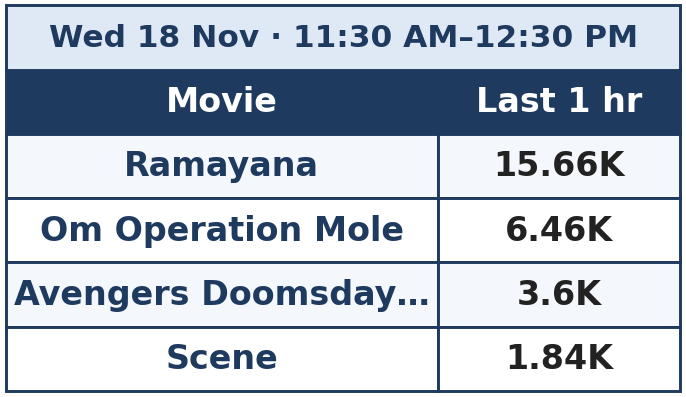 Wed 18 Nov · 11:30 AM–12:30 PM
Movie Last 1 hr
Ramayana 15.66K
Om Operation Mole 6.46K
Avengers Doomsday... 3.6K
Scene 1.84K